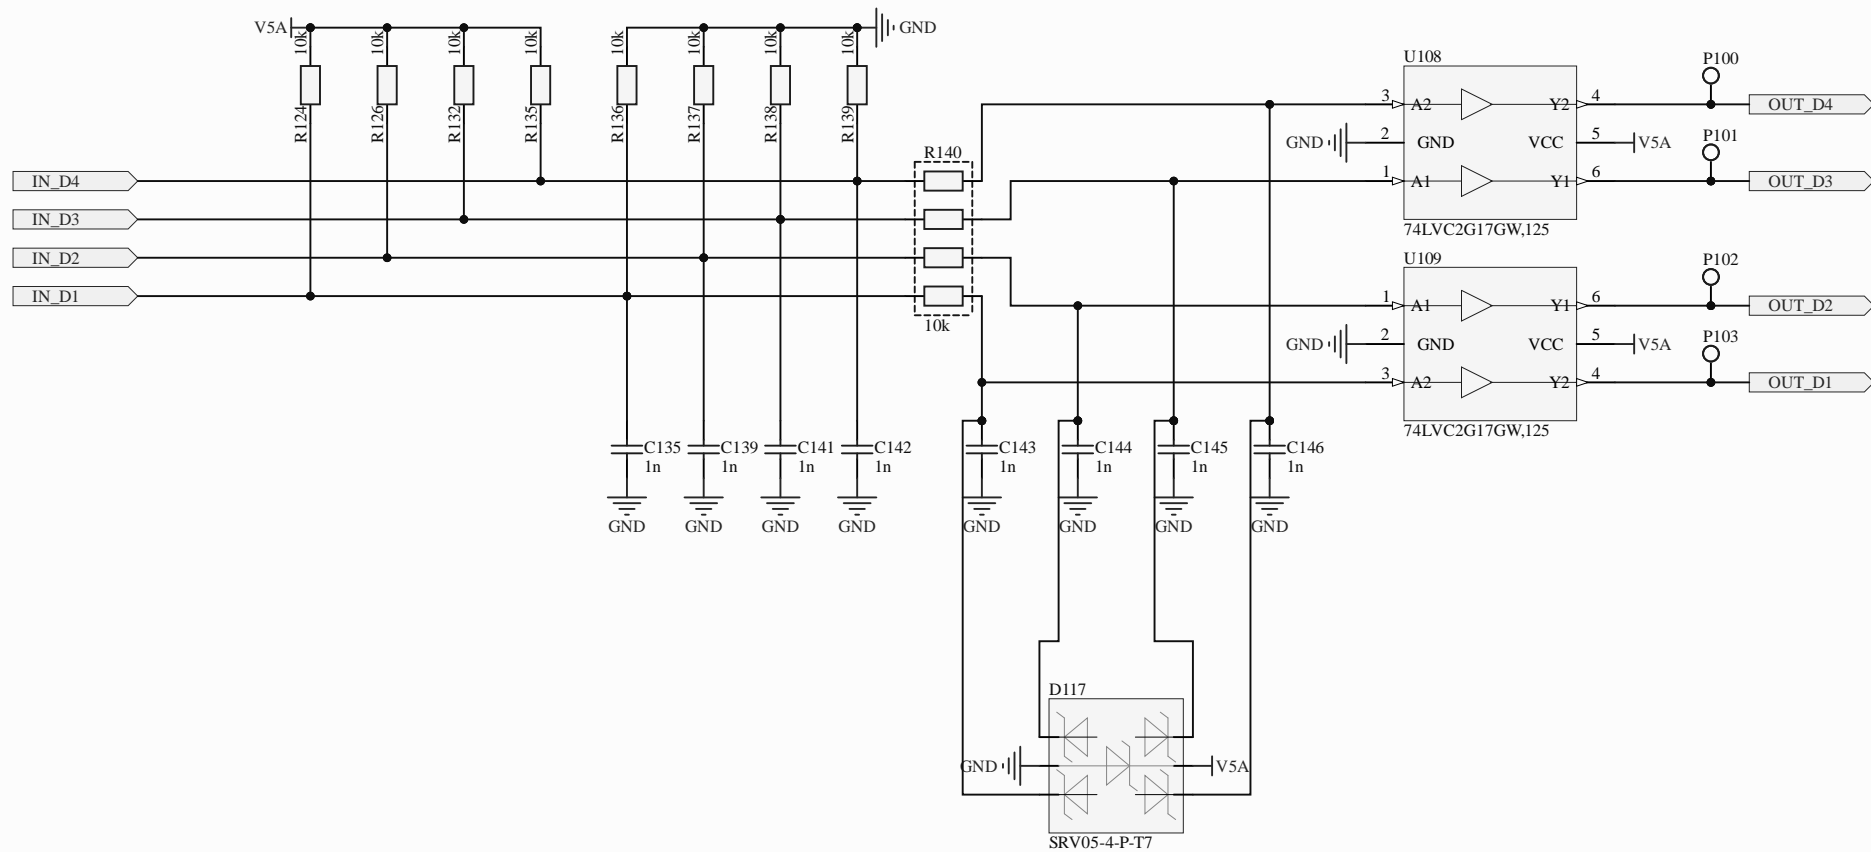 V5A
10k
10k
10k
10k
10k
10k
10k
10k
GND
R124
R126
R132
R135
R136
R137
R138
R139
IN_D4
IN_D3
IN_D2
IN_D1
R140
10k
U108
3 A2 Y2 4
GND 2 GND VCC 5 V5A
1 A1 Y1 6
74LVC2G17GW,125
P100
OUT_D4
P101
OUT_D3
U109
1 A1 Y1 6
GND 2 GND VCC 5 V5A
3 A2 Y2 4
74LVC2G17GW,125
P102
OUT_D2
P103
OUT_D1
C135
1n
GND
C139
1n
GND
C141
1n
GND
C142
1n
GND
C143
1n
GND
C144
1n
GND
C145
1n
GND
C146
1n
GND
D117
GND
V5A
SRV05-4-P-T7